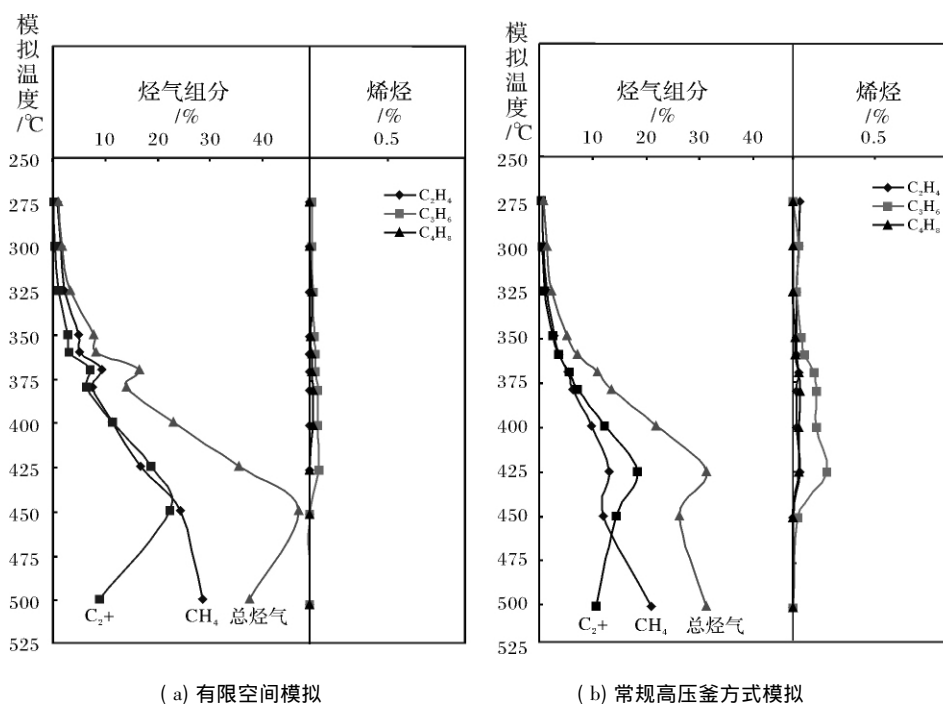 模拟温度/℃
烃气组分
/%
10 20 30 40
烯烃
/%
0.5
250
275
300
325
350
375
400
425
450
475
500
525
C₂H₄
C₃H₆
C₄H₈
C₂+ CH₄ 总烃气
(a) 有限空间模拟
模拟温度/℃
烃气组分
/%
10 20 30 40
烯烃
/%
0.5
250
275
300
325
350
375
400
425
450
475
500
525
C₂H₄
C₃H₆
C₄H₈
C₂+ CH₄ 总烃气
(b) 常规高压釜方式模拟